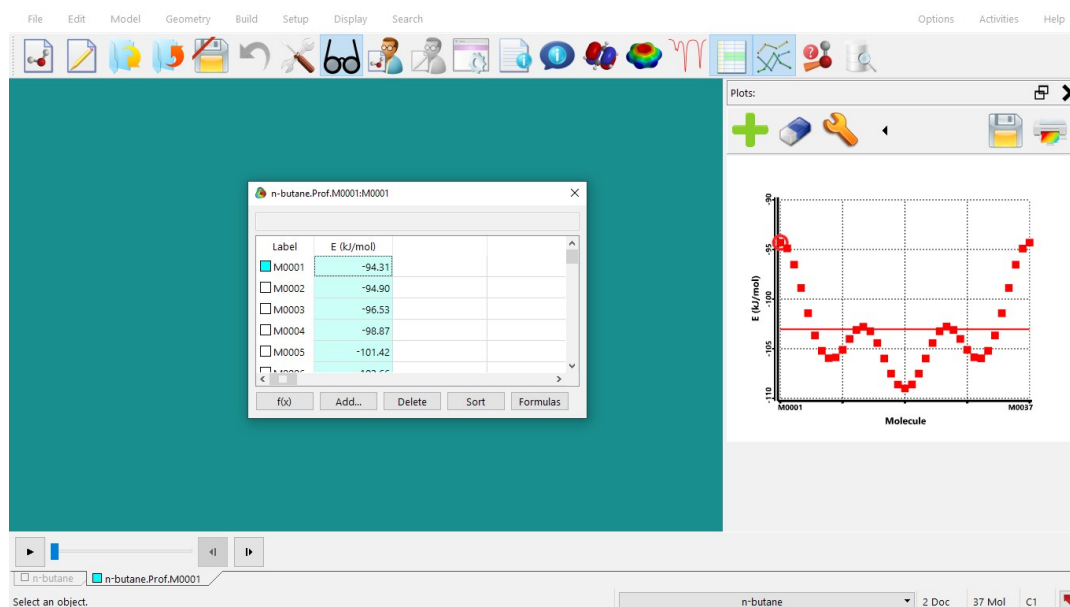 File Edit Model Geometry Build Setup Display Search Options Activities Help
Plots:
n-butane.Prof.M0001:M0001
Label E (kJ/mol)
M0001 -94.31
M0002 -94.90
M0003 -96.53
M0004 -98.87
M0005 -101.42
f(x) Add... Delete Sort Formulas
E (kJ/mol)
-90
-95
-100
-105
-110
M0001 M0037
Molecule
n-butane n-butane.Prof.M0001
Select an object. n-butane 2 Doc 37 Mol C1